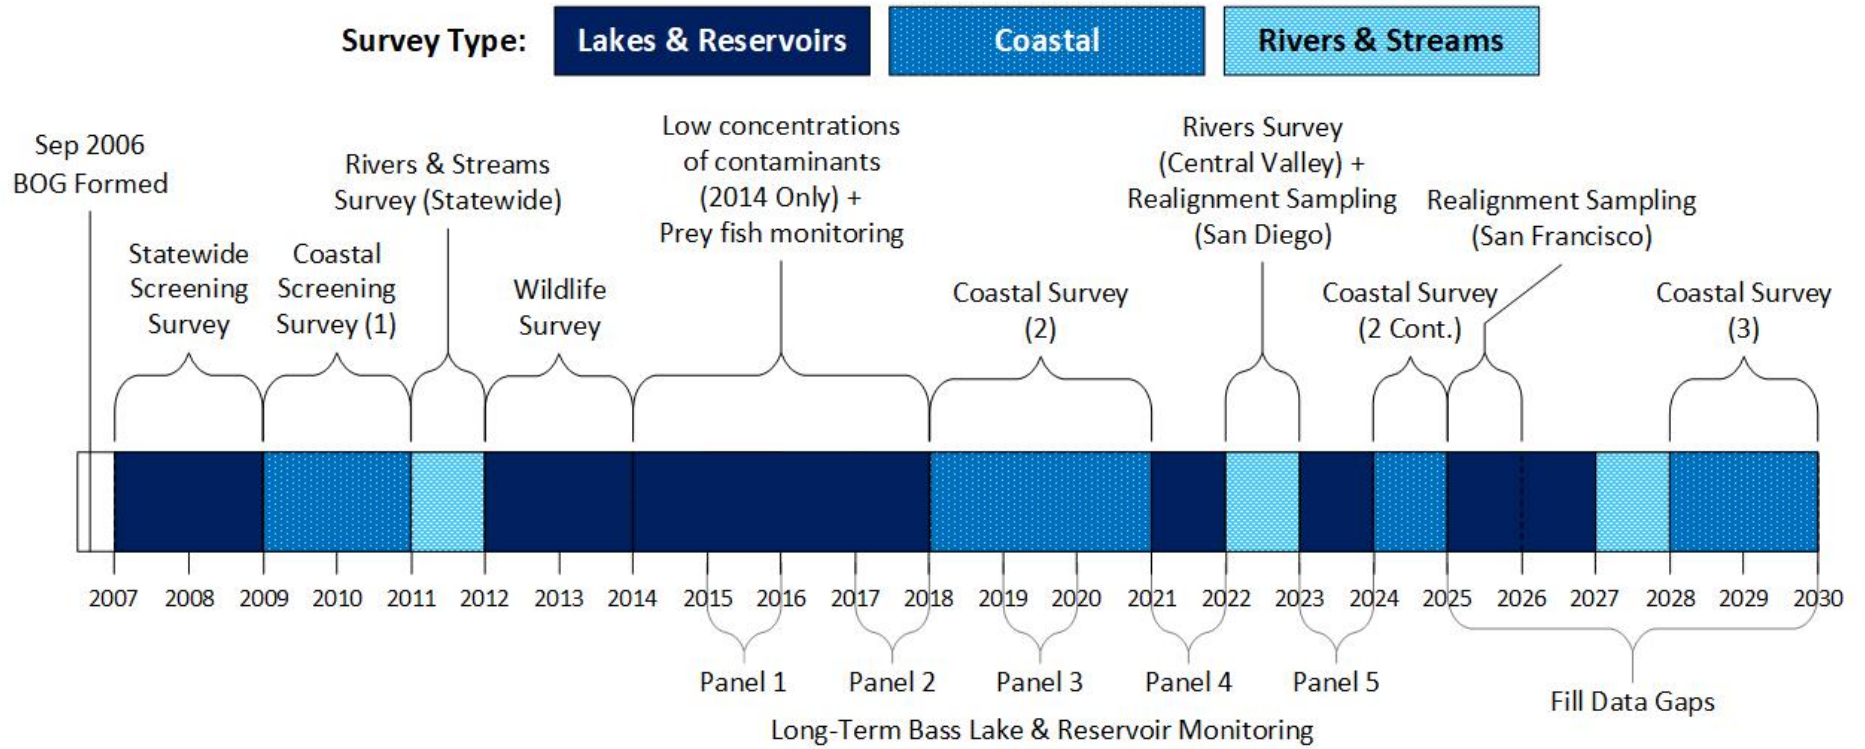 Survey Type: Lakes & Reservoirs Coastal Rivers & Streams
Sep 2006
BOG Formed
Statewide
Screening
Survey
Coastal
Screening
Survey (1)
Rivers & Streams
Survey (Statewide)
Wildlife
Survey
Low concentrations
of contaminants
(2014 Only) +
Prey fish monitoring
Coastal Survey
(2)
Rivers Survey
(Central Valley) +
Realignment Sampling
(San Diego)
Coastal Survey
(2 Cont.)
Realignment Sampling
(San Francisco)
Coastal Survey
(3)
2007 2008 2009 2010 2011 2012 2013 2014 2015 2016 2017 2018 2019 2020 2021 2022 2023 2024 2025 2026 2027 2028 2029 2030
Panel 1 Panel 2 Panel 3 Panel 4 Panel 5
Fill Data Gaps
Long-Term Bass Lake & Reservoir Monitoring